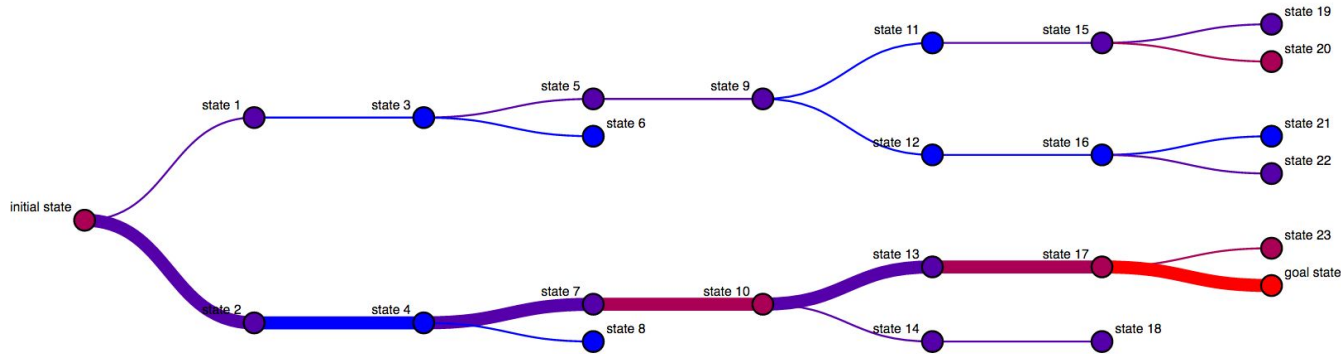 state 19
state 11
state 15
state 20
state 5
state 9
state 1
state 3
state 6
state 21
state 12
state 16
state 22
initial state
state 23
state 13
state 17
goal state
state 7
state 10
state 2
state 4
state 8
state 14
state 18